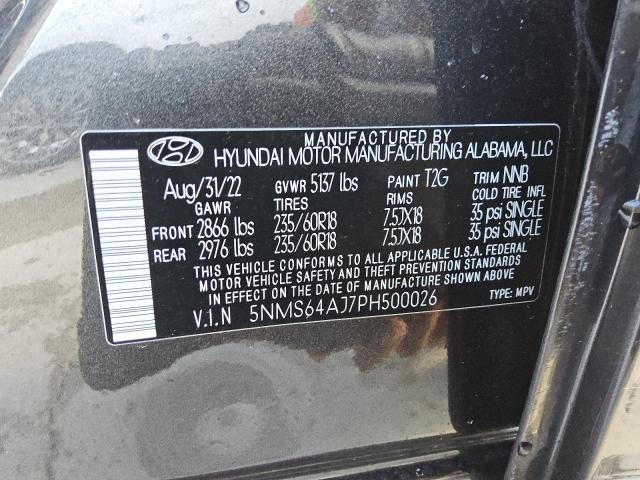 MANUFACTURED BY
HYUNDAI MOTOR MANUFACTURING ALABAMA, LLC
Aug/31/22 GVWR 5137 lbs PAINT T2G TRIM NNB
GAWR TIRES RIMS COLD TIRE INFL
FRONT 2866 lbs 235/60R18 7.5JX18 35 psi SINGLE
REAR 2976 lbs 235/60R18 7.5JX18 35 psi SINGLE
THIS VEHICLE CONFORMS TO ALL APPLICABLE U.S.A. FEDERAL
MOTOR VEHICLE SAFETY AND THEFT PREVENTION STANDARDS
IN EFFECT ON THE DATE OF MANUFACTURE SHOWN ABOVE.
V.I.N 5NMS64AJ7PH500026 TYPE: MPV